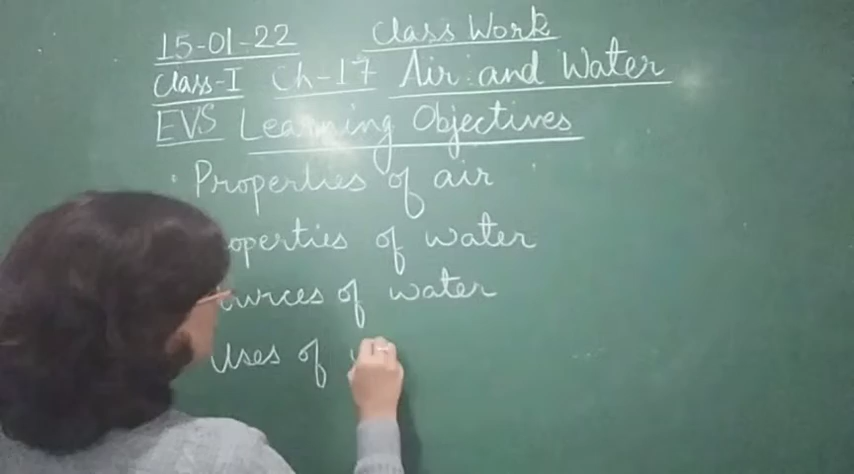 15-01-22 Class Work
Class-I Ch-17 Air and Water
EVS Learning Objectives
• Properties of air
of water
of water
Uses of